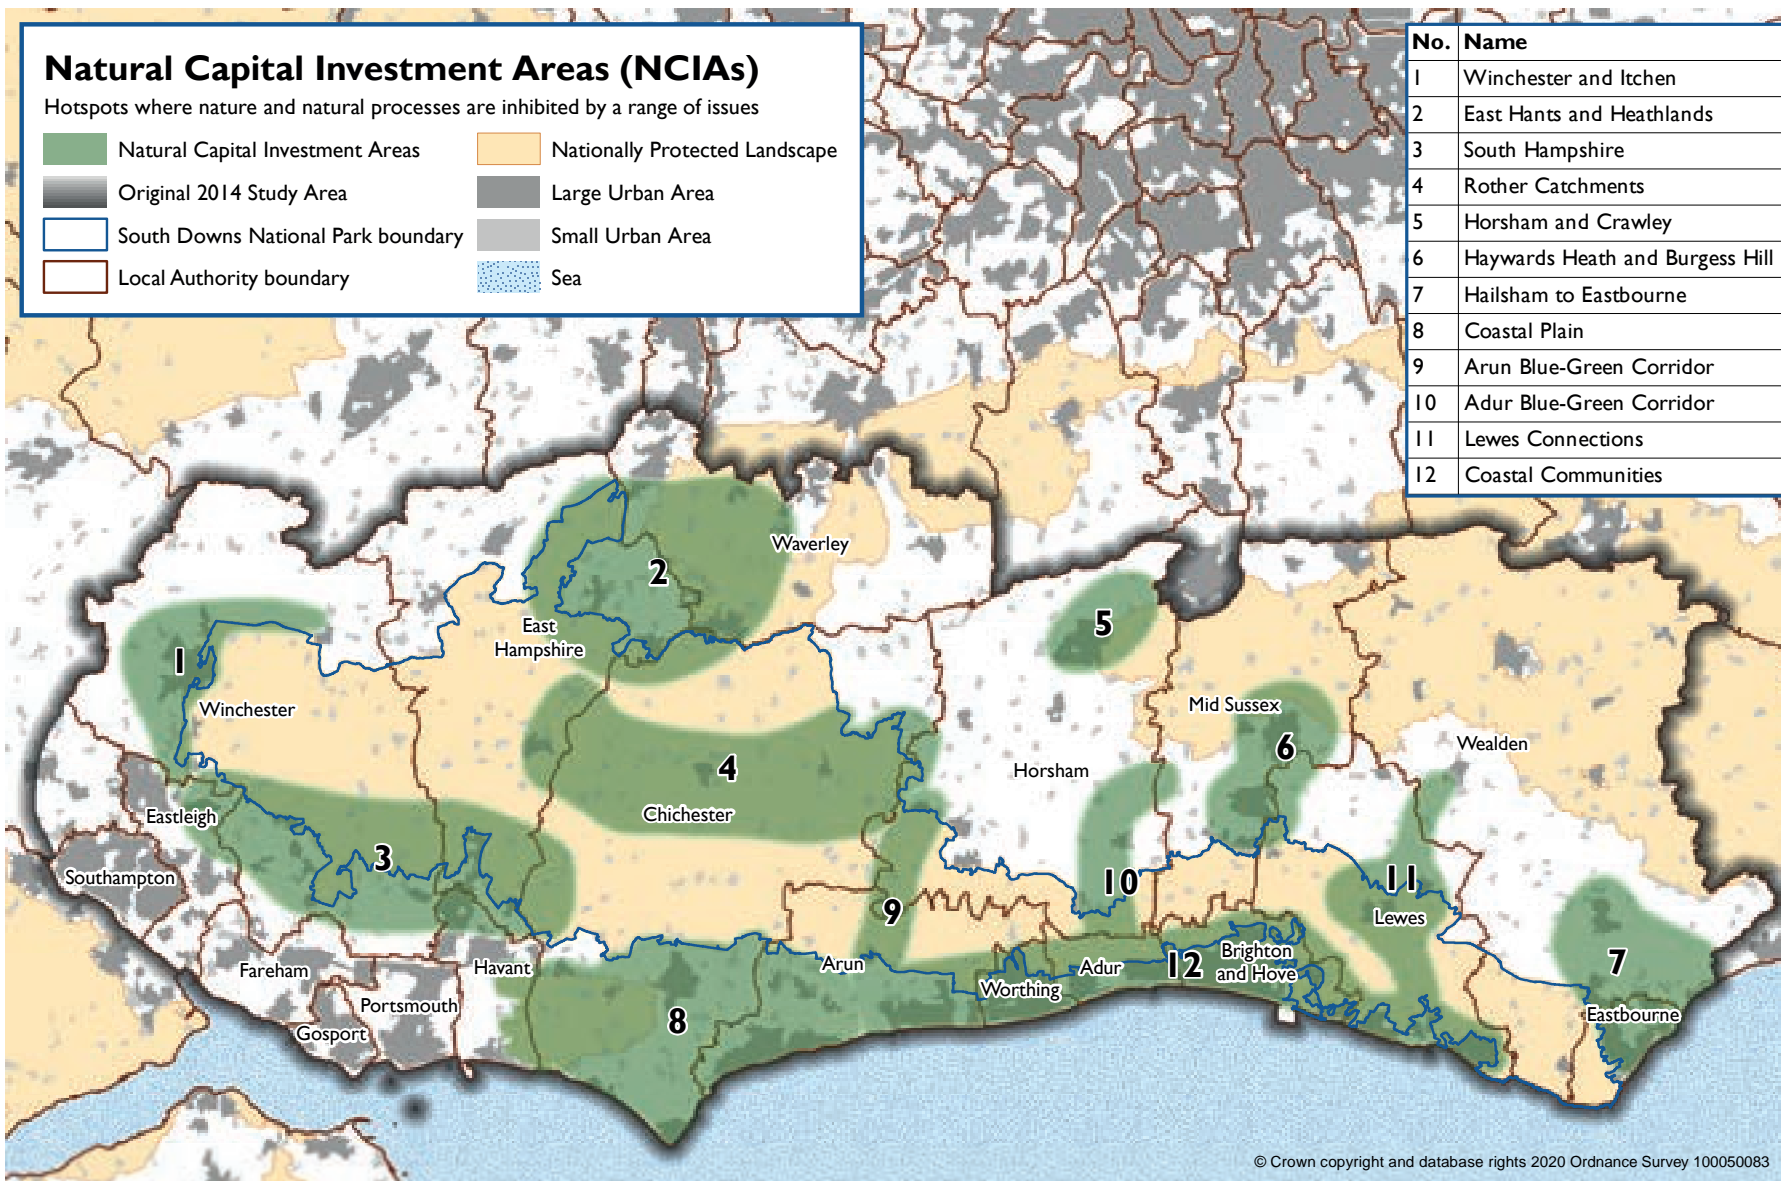 Natural Capital Investment Areas (NCIAs)
Hotspots where nature and natural processes are inhibited by a range of issues
Natural Capital Investment Areas
Nationally Protected Landscape
Original 2014 Study Area
Large Urban Area
South Downs National Park boundary
Small Urban Area
Local Authority boundary
Sea
No. Name
1 Winchester and Itchen
2 East Hants and Heathlands
3 South Hampshire
4 Rother Catchments
5 Horsham and Crawley
6 Haywards Heath and Burgess Hill
7 Hailsham to Eastbourne
8 Coastal Plain
9 Arun Blue-Green Corridor
10 Adur Blue-Green Corridor
11 Lewes Connections
12 Coastal Communities
Waverley
2
East
Hampshire
5
1
Winchester
Mid Sussex
6
Wealden
4
Horsham
Chichester
Eastleigh
3
Southampton
10
11
9
Lewes
Fareham
Havant
Arun
Adur
12
Brighton
and Hove
7
Worthing
Portsmouth
8
Gosport
Eastbourne
© Crown copyright and database rights 2020 Ordnance Survey 100050083